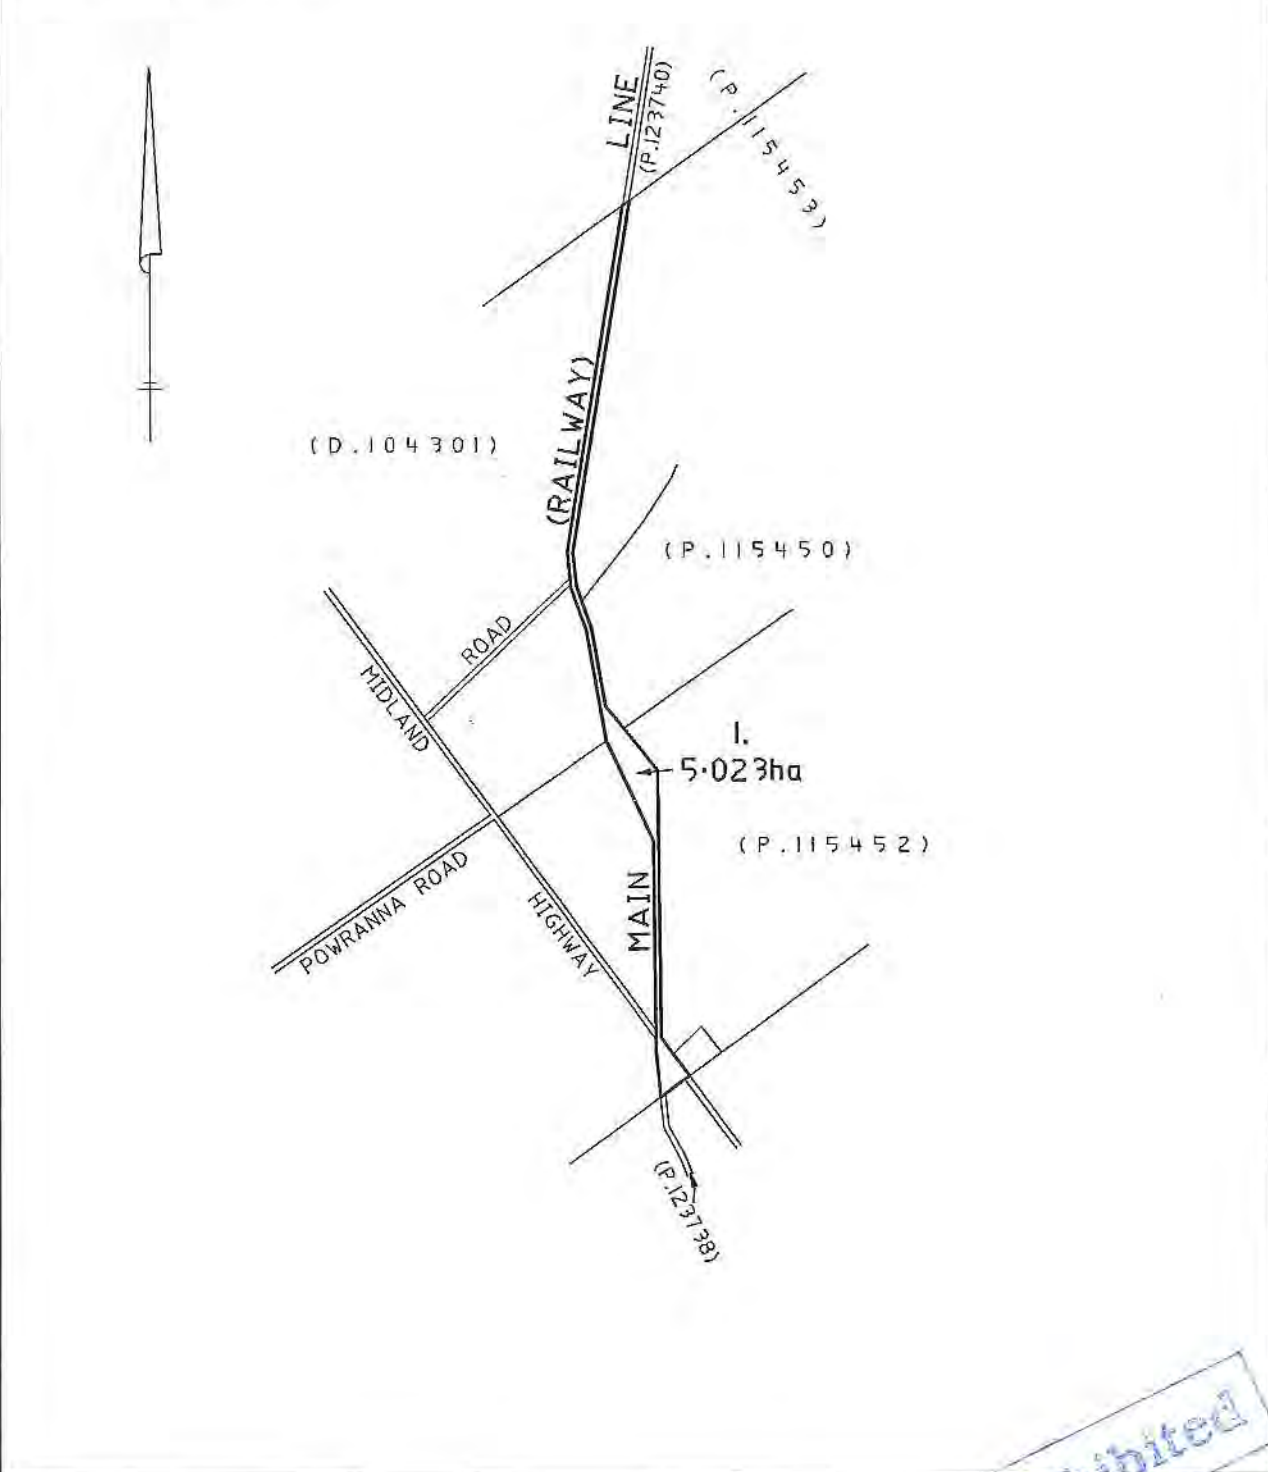 LINE
(P.123740)
(P.115453)
(RAILWAY)
(D.104301)
(P.115450)
ROAD
MIDLAND
1.
5·023ha
(P.115452)
POWRANNA ROAD
MAIN
HIGHWAY
(P.123738)